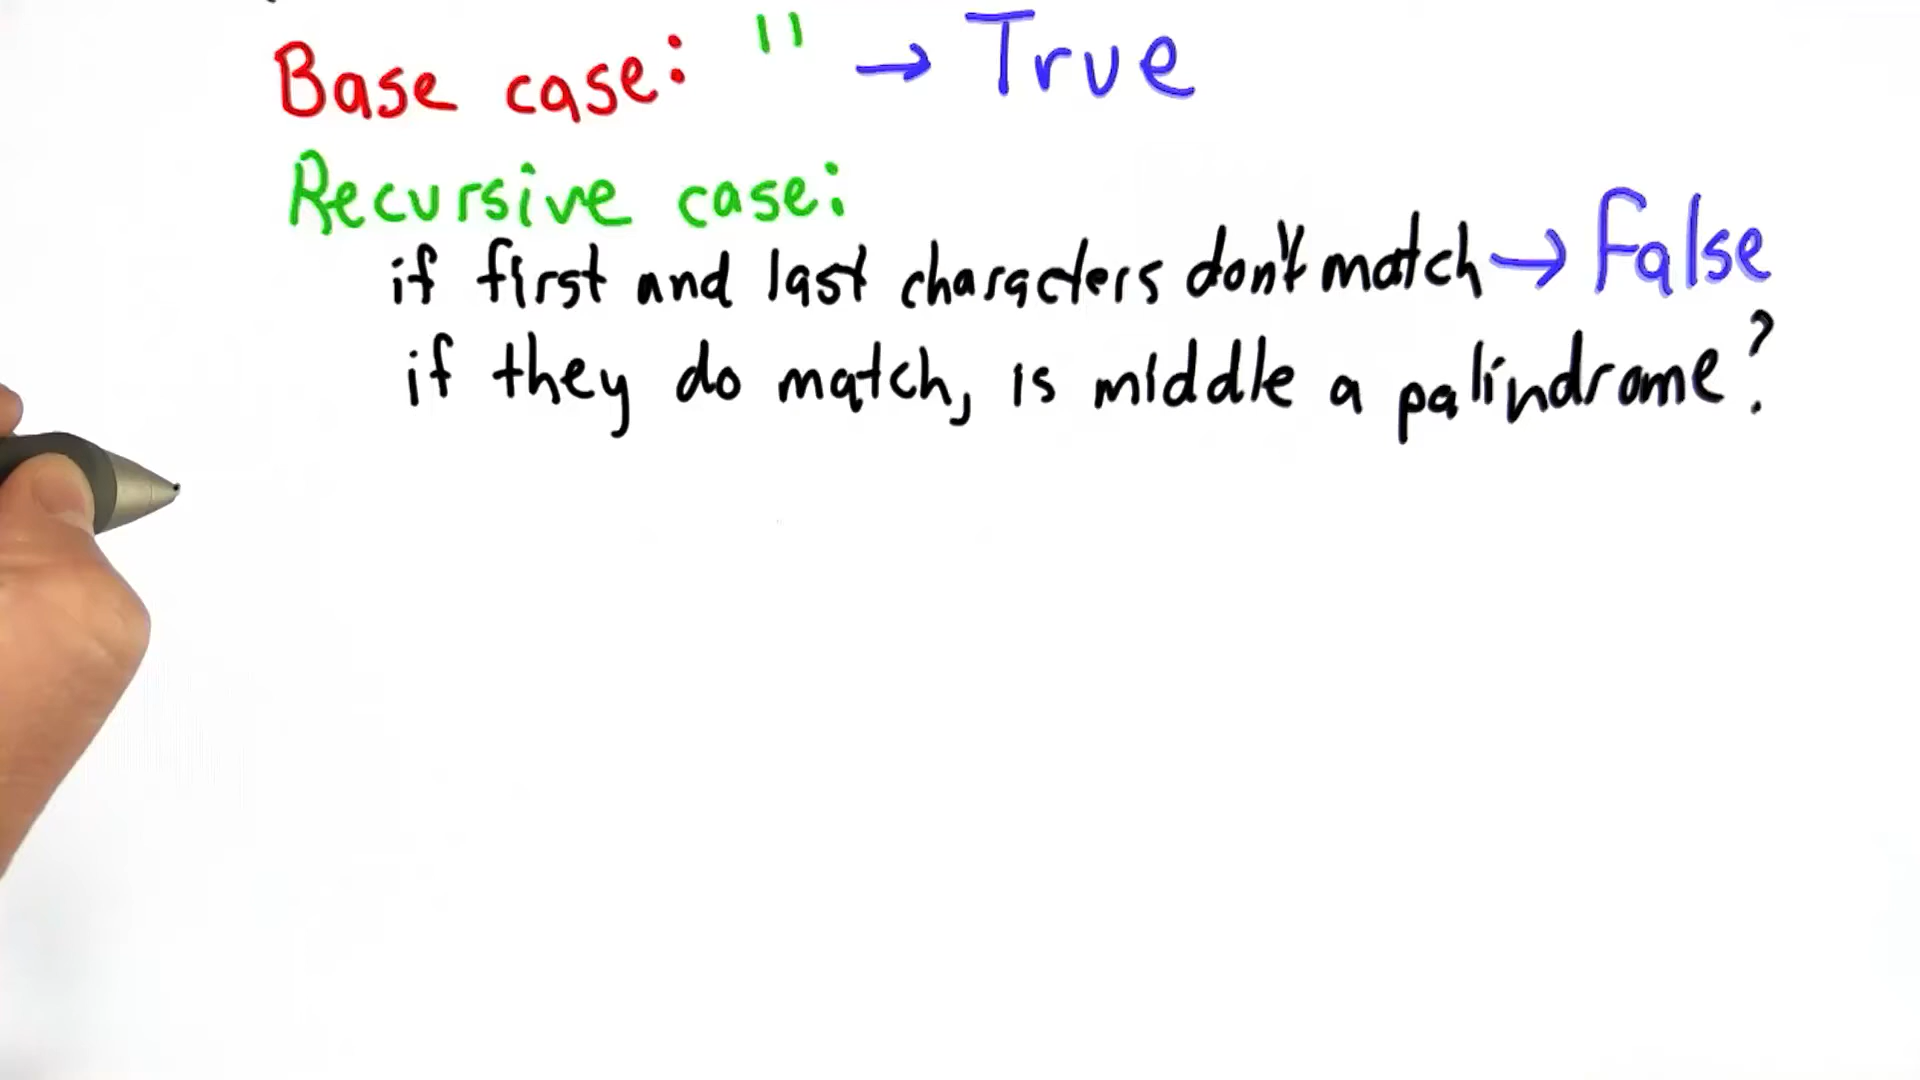 Base case: '' → True
Recursive case:
if first and last characters don't match → False
if they do match, is middle a palindrome?